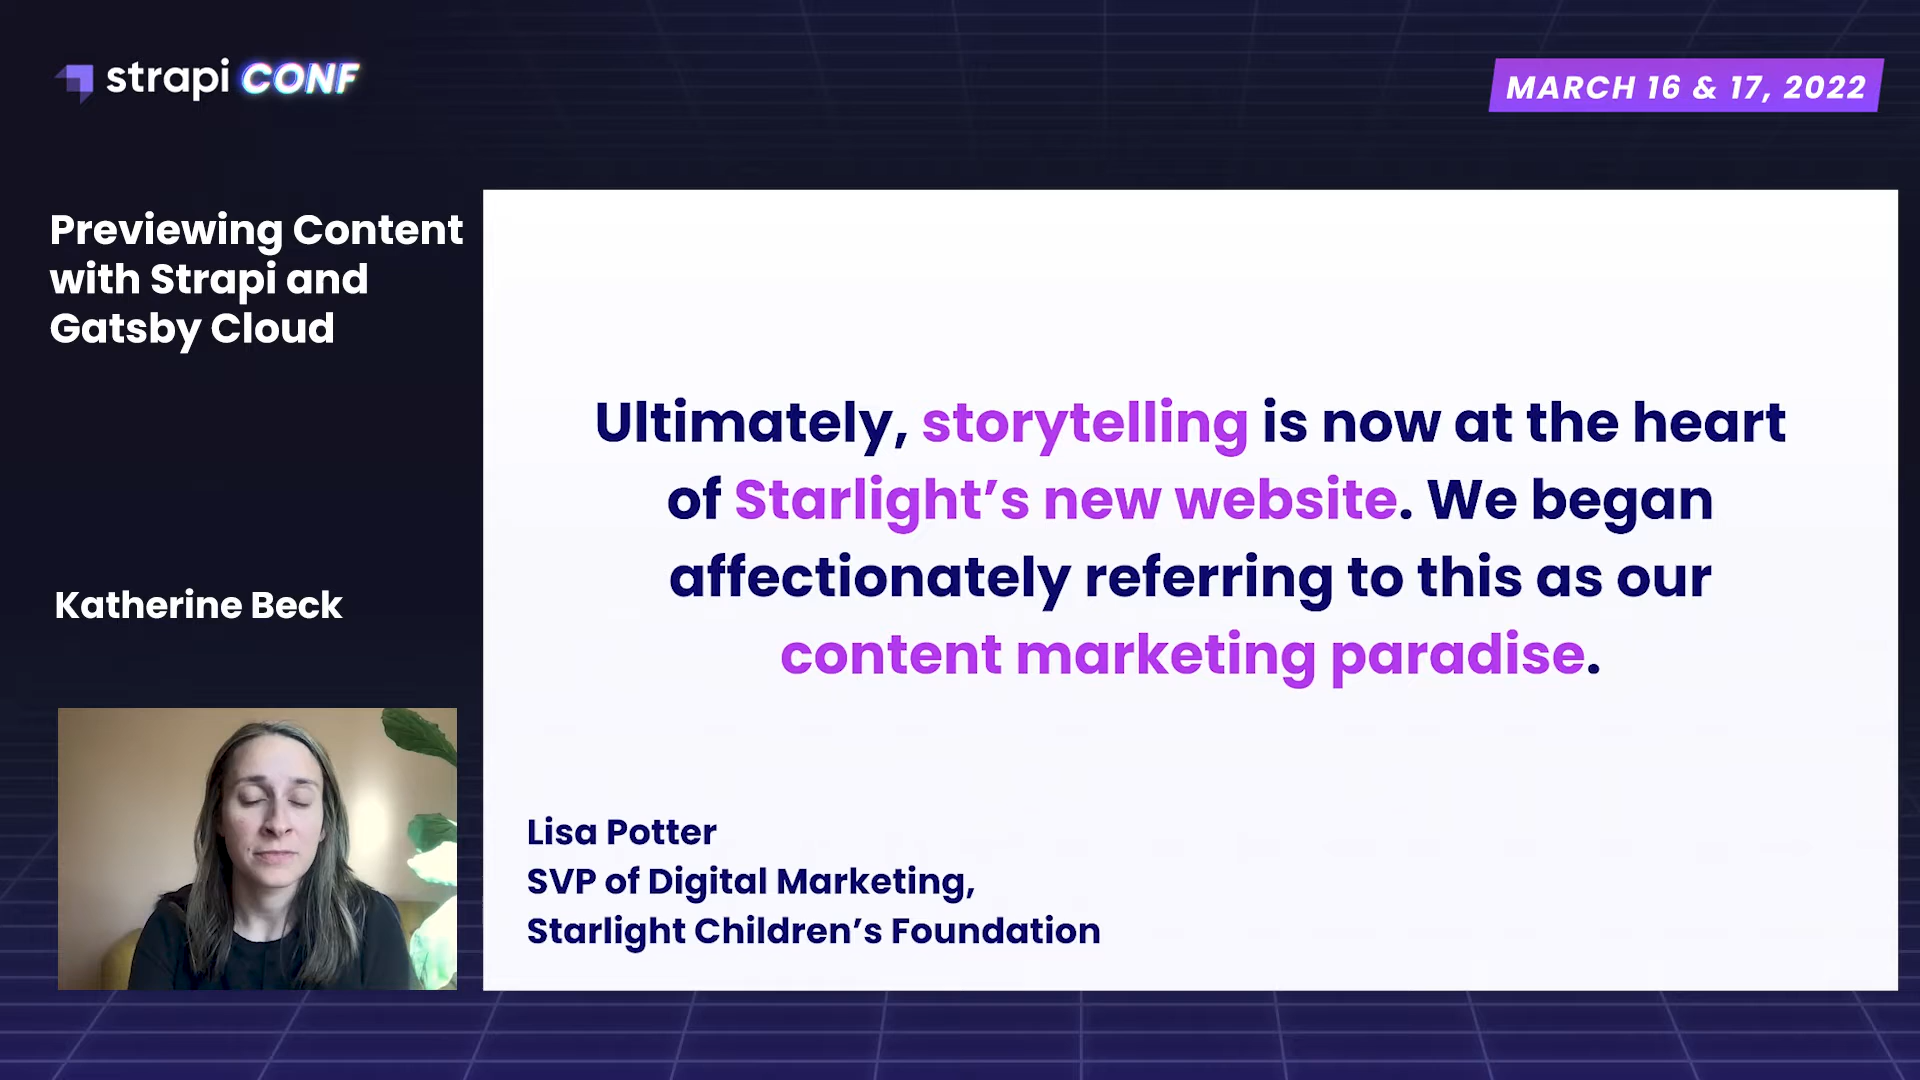 strapi CONF
MARCH 16 & 17, 2022
Previewing Content
with Strapi and
Gatsby Cloud
Katherine Beck
Ultimately, storytelling is now at the heart
of Starlight’s new website. We began
affectionately referring to this as our
content marketing paradise.
Lisa Potter
SVP of Digital Marketing,
Starlight Children’s Foundation